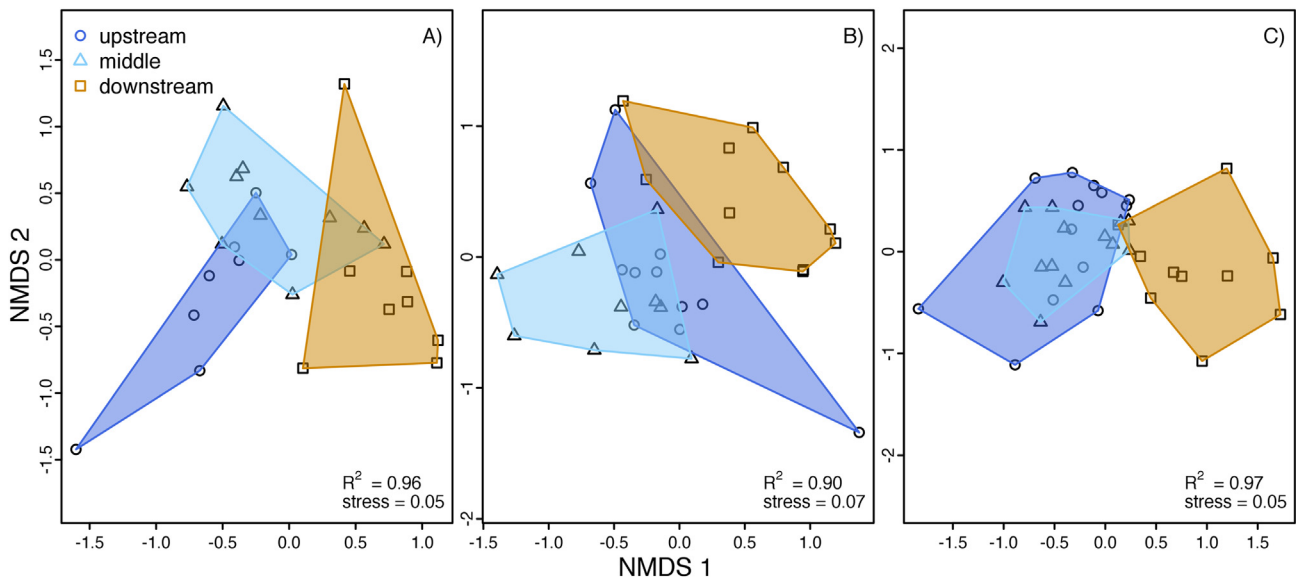 A)
upstream
middle
downstream
1.5
1.0
0.5
0.0
-0.5
-1.0
-1.5
NMDS 2
R² = 0.96
stress = 0.05
-1.5 -1.0 -0.5 0.0 0.5 1.0
B)
1
0
-1
-2
R² = 0.90
stress = 0.07
-1.5 -1.0 -0.5 0.0 0.5 1.0
NMDS 1
C)
2
1
0
-1
-2
R² = 0.97
stress = 0.05
-1.5 -1.0 -0.5 0.0 0.5 1.0 1.5